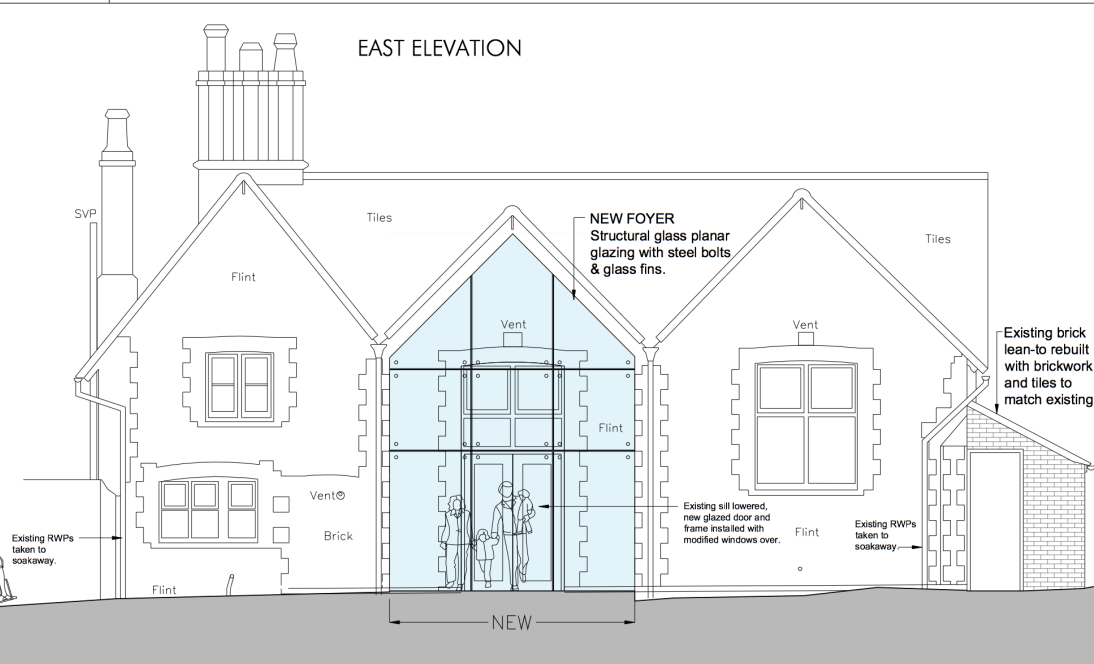 EAST ELEVATION
SVP
Tiles
NEW FOYER
Structural glass planar
glazing with steel bolts
& glass fins.
Tiles
Flint
Vent
Vent
Existing brick
lean-to rebuilt
with brickwork
and tiles to
match existing
Flint
Vent
Brick
Existing sill lowered,
new glazed door and
frame installed with
modified windows over.
Flint
Existing RWPs
taken to
soakaway.
Existing RWPs
taken to
soakaway.
Flint
NEW